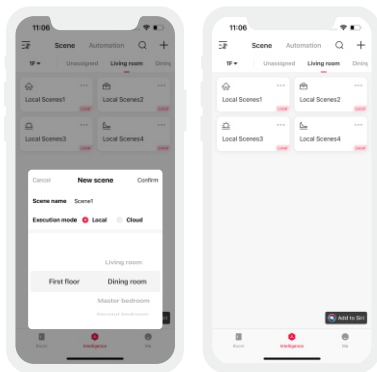 11:06
Scene Automation
1F Unassigned Living room
Local Scenes1 Local Scenes2
Local Scenes3 Local Scenes4
Cancel New scene Confirm
Scene name Scene1
Execution mode Local Cloud
Living room
First floor Dining room
Master bedroom
Intelligence Me
11:06
Scene Automation
1F Unassigned Living room Dining
Local Scenes1 Local Scenes2
Local Scenes3 Local Scenes4
Add to Siri
Intelligence Me